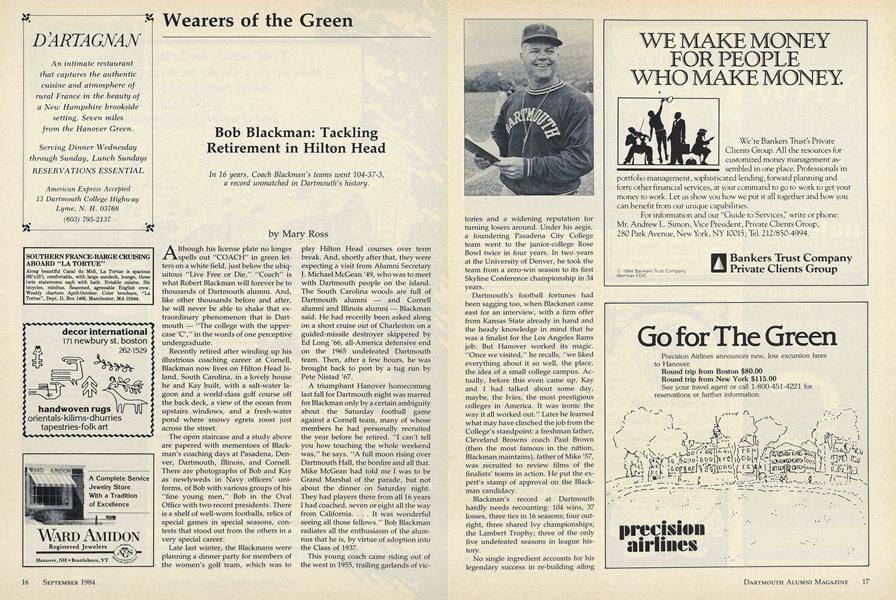 D'ARTAGNAN
An intimate restaurant
that captures the authentic
cuisine and atmosphere of
rural France in the beauty of
a New Hampshire brookside
setting. Seven miles
from the Hanover Green.
Serving Dinner Wednesday
through Sunday, Lunch Sundays
RESERVATIONS ESSENTIAL
American Express Accepted
13 Dartmouth College Highway
Lyme, N. H. 03768
(603) 795-2137
SOUTHERN FRANCE-BARGE CRUISING
ABOARD "LA TORTUE"
Along beautiful Canal du Midi, La Tortue is spacious
(86'x15'), comfortable, with large sundeck, lounge, three
twin staterooms each with bath. Notable cuisine. Six
bicycles, minibus. Seasoned, agreeable English crew.
Weekly charters April-October. Color brochure, "La
Tortue", Dept. D, Box 1466, Manchester, MA 01944.
decor international
171 newbury st. boston
262-1529
handwoven rugs
orientals·kilims·dhurries
tapestries·folk art
WARD AMIDON
A Complete Service
Jewelry Store
With a Tradition
of Excellence
WARD AMIDON
Registered Jewelers
AGS
Hanover, NH • Brattleboro, VT
16 SEPTEMBER 1984
Wearers of the Green
Bob Blackman: Tackling
Retirement in Hilton Head
In 16 years, Coach Blackman's teams went 104-37-3,
a record unmatched in Dartmouth's history.
by Mary Ross
Although his license plate no longer
spells out "COACH" in green let-
ters on a white field, just below the ubiq-
uitous "Live Free or Die," "Coach" is
what Robert Blackman will forever be to
thousands of Dartmouth alumni. And,
like other thousands before and after,
he will never be able to shake that ex-
traordinary phenomenon that is Dart-
mouth — "The college with the upper-
case 'C'," in the words of one perceptive
undergraduate.
Recently retired after winding up his
illustrious coaching career at Cornell,
Blackman now lives on Hilton Head Is-
land, South Carolina, in a lovely house
he and Kay built, with a salt-water la-
goon and a world-class golf course off
the back deck, a view of the ocean from
upstairs windows, and a fresh-water
pond where snowy egrets roost just
across the street.
The open staircase and a study above
are papered with mementoes of Black-
man's coaching days at Pasadena, Den-
ver, Dartmouth, Illinois, and Cornell.
There are photographs of Bob and Kay
as newlyweds in Navy officers' uni-
forms, of Bob with various groups of his
"fine young men," Bob in the Oval
Office with two recent presidents. There
is a shelf of well-worn footballs, relics of
special games in special seasons, con-
tests that stood out from the others in a
very special career.
Late last winter, the Blackmans were
planning a dinner party for members of
the women's golf team, which was to
play Hilton Head courses over term
break. And, shortly after that, they were
expecting a visit from Alumni Secretary
J. Michael McGean '49, who was to meet
with Dartmouth people on the island.
The South Carolina woods are full of
Dartmouth alumni — and Cornell
alumni and Illinois alumni — Blackman
said. He had recently been asked along
on a short cruise out of Charleston on a
guided-missile destroyer skippered by
Ed Long '66, all-America defensive end
on the 1965 undefeated Dartmouth
team. Then, after a few hours, he was
brought back to port by a tug run by
Pete Nistad '67.
A triumphant Hanover homecoming
last fall for Dartmouth night was marred
for Blackman only by a certain ambiguity
about the Saturday football game
against a Cornell team, many of whose
members he had personally recruited
the year before he retired. "I can't tell
you how touching the whole weekend
was," he says. "A full moon rising over
Dartmouth Hall, the bonfire and all that.
Mike McGean had told me I was to be
Grand Marshal of the parade, but not
about the dinner on Saturday night.
They had players there from all 16 years
I had coached, seven or eight all the way
from California. . . . It was wonderful
seeing all those fellows." Bob Blackman
radiates all the enthusiasm of the alum-
nus that he is, by virtue of adoption into
the Class of 1937.
This young coach came riding out of
the west in 1955, trailing garlands of vic-
D
DARTMOUTH
tories and a widening reputation for
turning losers around. Under his aegis,
a foundering Pasadena City College
team went to the junior-college Rose
Bowl twice in four years. In two years
at the University of Denver, he took the
team from a zero-win season to its first
Skyline Conference championship in 34
years.
Dartmouth's football fortunes had
been sagging too, when Blackman came
east for an interview, with a firm offer
from Kansas State already in hand and
the heady knowledge in mind that he
was a finalist for the Los Angeles Rams
job. But Hanover worked its magic.
"Once we visited," he recalls, "we liked
everything about it so well, the place,
the idea of a small college campus. Ac-
tually, before this even came up, Kay
and I had talked about some day,
maybe, the Ivies, the most prestigious
colleges in America. It was ironic the
way it all worked out." Later he learned
what may have clinched the job from the
College's standpoint: a freshman father,
Cleveland Browns coach Paul Brown
(then the most famous in the nation,
Blackman maintains), father of Mike '57,
was recruited to review films of the
finalists' teams in action. He put the ex-
pert's stamp of approval on the Black-
man candidacy.
Blackman's record at Dartmouth
hardly needs recounting: 104 wins, 37
losses, three ties in 16 seasons; four out-
right, three shared Ivy championships;
the Lambert Trophy; three of the only
five undefeated seasons in league his-
tory.
No single ingredient accounts for his
legendary success in re-building ailing
WE MAKE MONEY
FOR PEOPLE
WHO MAKE MONEY.
We're Bankers Trust's Private
Clients Group. All the resources for
customized money management as-
sembled in one place. Professionals in
portfolio management, sophisticated lending, forward planning and
forty other financial services, at your command to go to work to get your
money to work. Let us show you how we put it all together and how you
can benefit from our unique capabilities.
For information and our "Guide to Services," write or phone:
Mr. Andrew L. Simon, Vice President, Private Clients Group,
280 Park Avenue, New York, NY 10015; Tel. 212/850-4994.
© 1984 Bankers Trust Company
Member FDIC
Bankers Trust Company
Private Clients Group
Go for The Green
Precision Airlines announces new, low excursion fares
to Hanover.
Round trip from Boston $80.00
Round trip from New York $115.00
See your travel agent or call 1-800-451-4221 for
reservations or further information.
precision
airlines
DARTMOUTH ALUMNI MAGAZINE 17